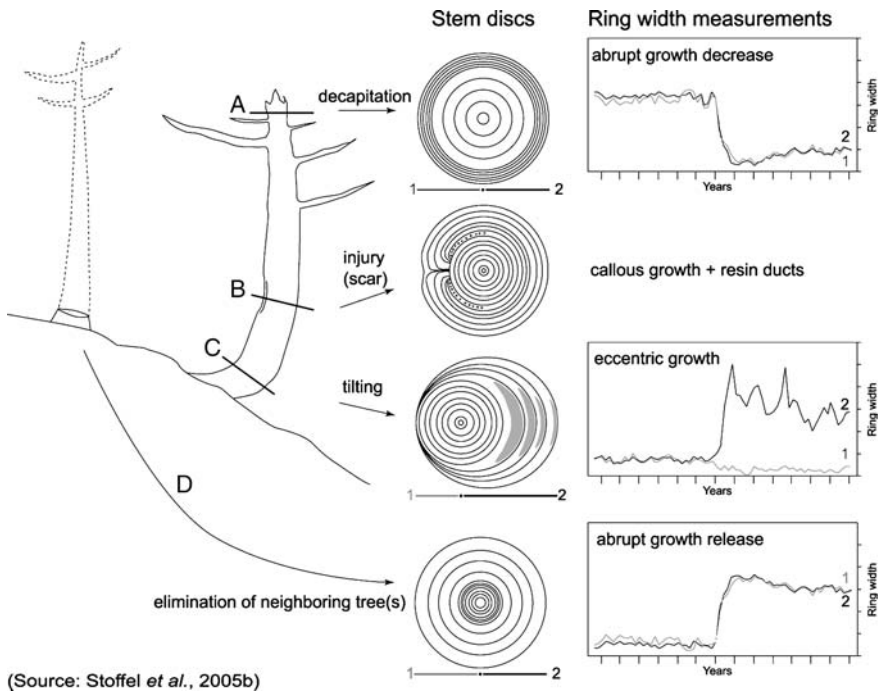 Stem discs
Ring width measurements
A
decapitation
1
2
abrupt growth decrease
2
1
Ring width
Years
B
injury
(scar)
callous growth + resin ducts
C
tilting
1
2
eccentric growth
2
1
Ring width
Years
D
elimination of neighboring tree(s)
1
2
abrupt growth release
1
2
Ring width
Years
(Source: Stoffel et al., 2005b)